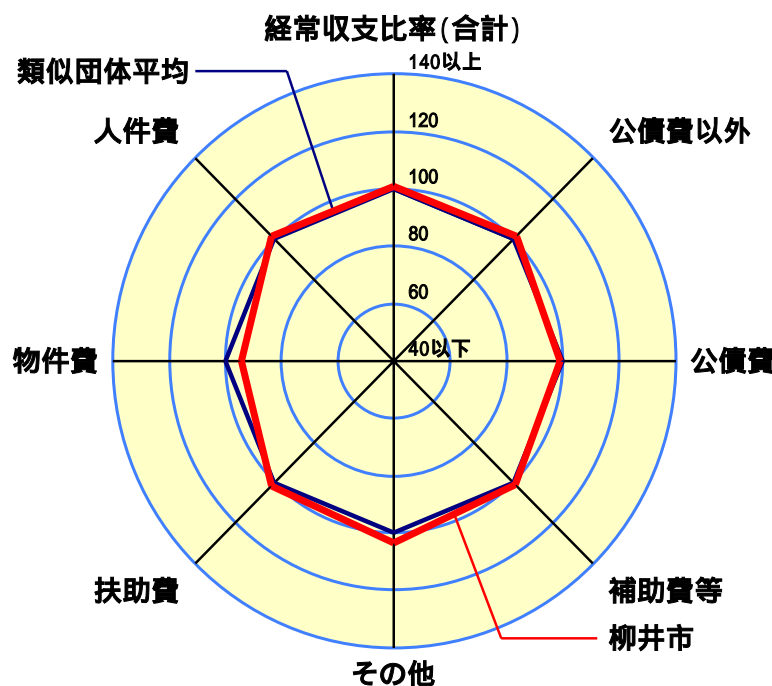 経常収支比率(合計)
類似団体平均
140以上
人件費
120
公債費以外
100
80
60
物件費
40以下
公債費
扶助費
補助費等
柳井市
その他